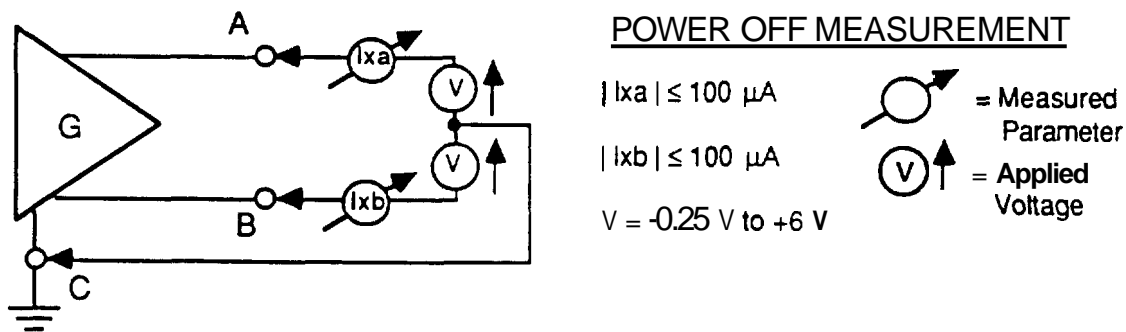 A
Ixa
V
G
V
Ixb
B
C
POWER OFF MEASUREMENT
| Ixa | ≤ 100 μA
| Ixb | ≤ 100 μA
V = -0.25 V to +6 V
= Measured
Parameter
V
= Applied
Voltage